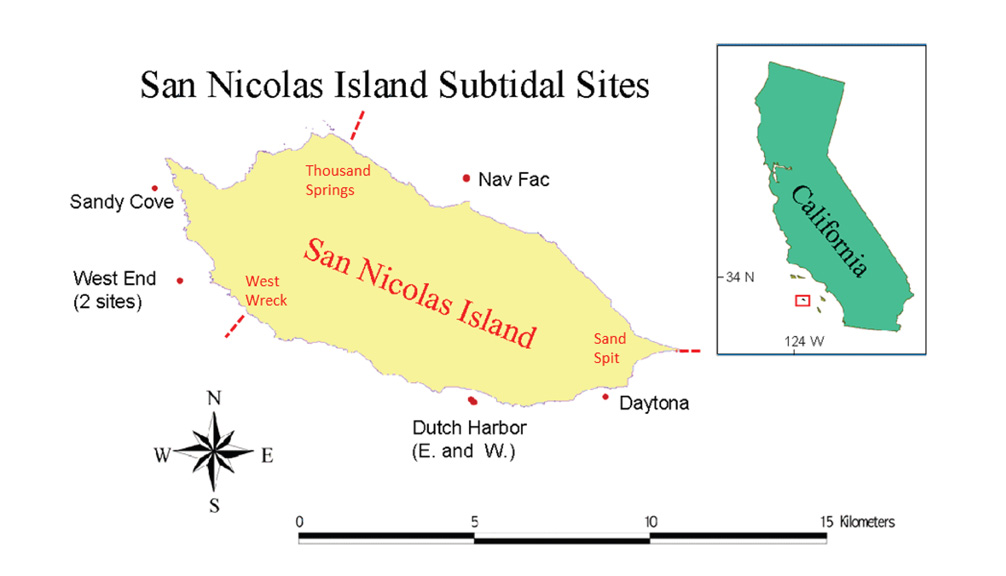 San Nicolas Island Subtidal Sites
Thousand
Springs
Nav Fac
Sandy Cove
West End
(2 sites)
West
Wreck
San Nicolas Island
Sand
Spit
Daytona
Dutch Harbor
(E. and W.)
N
W
E
S
0
5
10
15 Kilometers
California
34 N
124 W